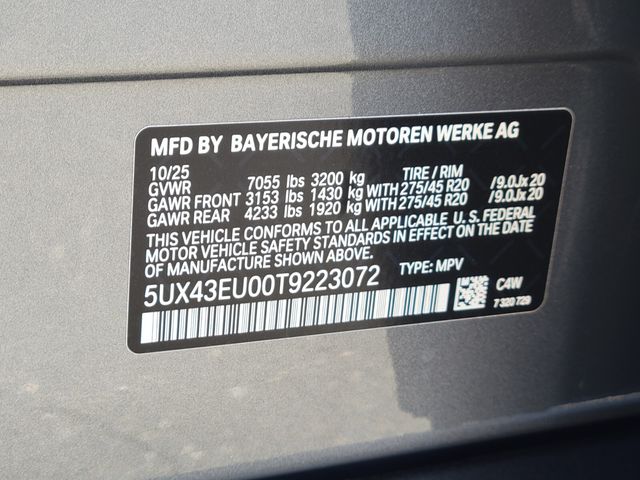 MFD BY BAYERISCHE MOTOREN WERKE AG
10/25 TIRE / RIM
GVWR 7055 lbs 3200 kg
GAWR FRONT 3153 lbs 1430 kg WITH 275/45 R20 /9.0Jx20
GAWR REAR 4233 lbs 1920 kg WITH 275/45 R20 /9.0Jx20
THIS VEHICLE CONFORMS TO ALL APPLICABLE U.S. FEDERAL
MOTOR VEHICLE SAFETY STANDARDS IN EFFECT ON THE DATE
OF MANUFACTURE SHOWN ABOVE.
5UX43EU00T9223072 TYPE: MPV
C4W
7 320 729